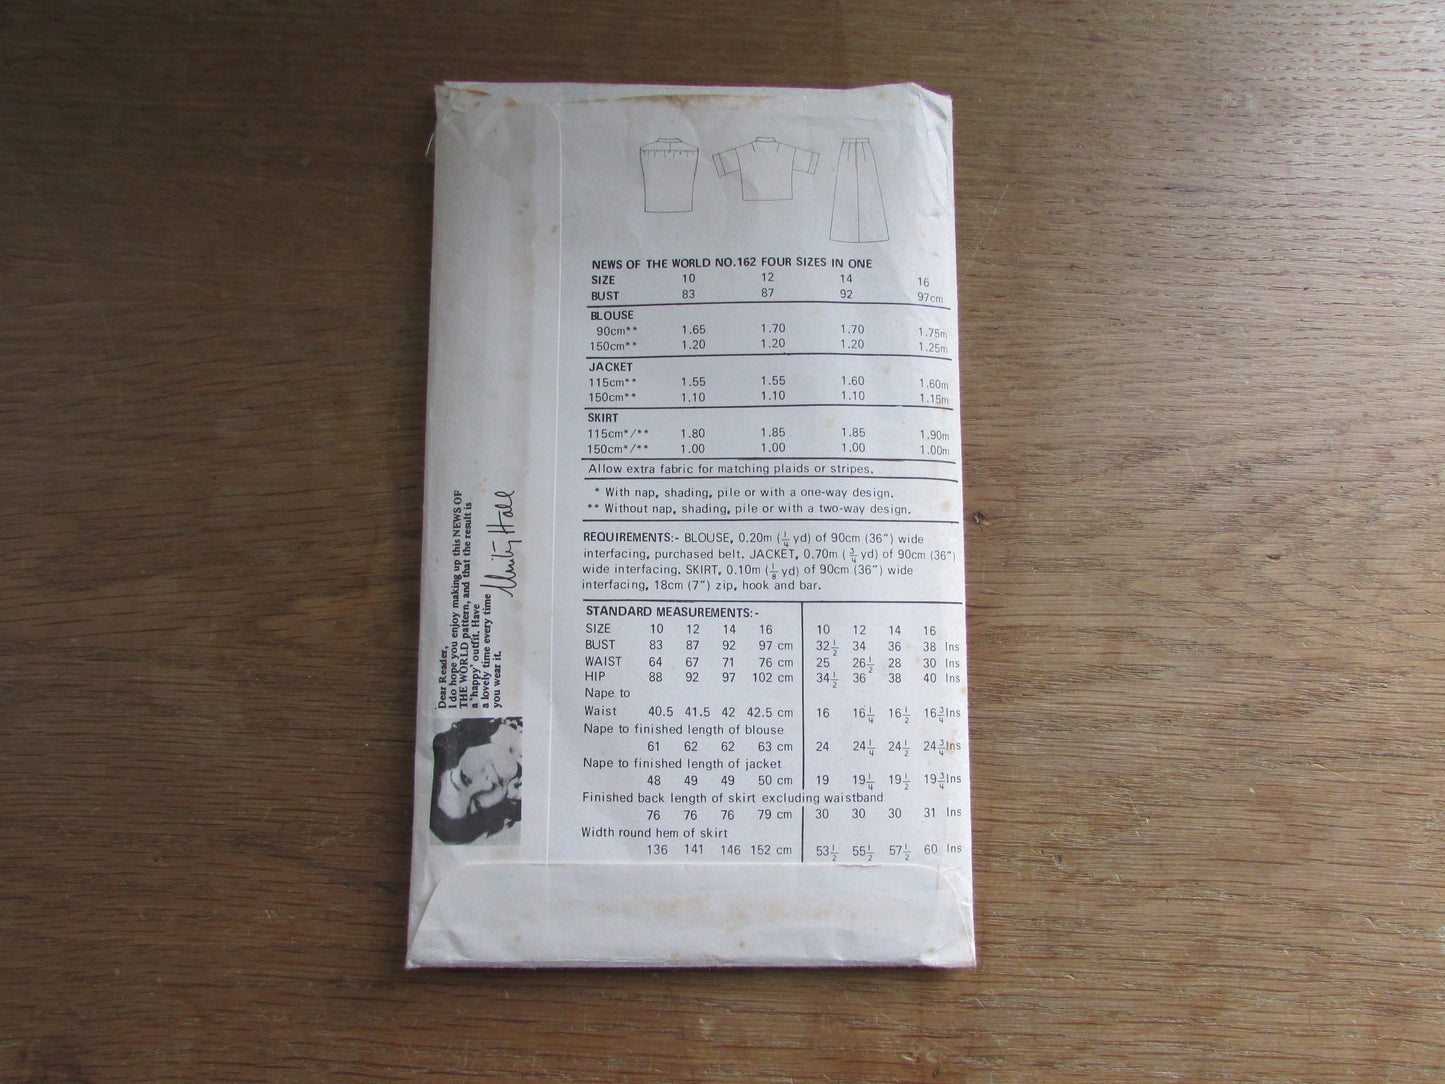 NEWS OF THE WORLD NO.162 FOUR SIZES IN ONE
SIZE 10 12 14 16
BUST 83 87 92 97cm
BLOUSE
90cm** 1.65 1.70 1.70 1.75m
150cm** 1.20 1.20 1.20 1.25m
JACKET
115cm** 1.55 1.55 1.60 1.60m
150cm** 1.10 1.10 1.10 1.15m
SKIRT
115cm*/** 1.80 1.85 1.85 1.90m
150cm*/** 1.00 1.00 1.00 1.00m
Allow extra fabric for matching plaids or stripes.
* With nap, shading, pile or with a one-way design.
** Without nap, shading, pile or with a two-way design.
REQUIREMENTS:- BLOUSE, 0.20m (¼ yd) of 90cm (36") wide
interfacing, purchased belt. JACKET, 0.70m (¾ yd) of 90cm (36")
wide interfacing. SKIRT, 0.10m (⅛ yd) of 90cm (36") wide
interfacing, 18cm (7") zip, hook and bar.
STANDARD MEASUREMENTS:-
SIZE 10 12 14 16 10 12 14 16
BUST 83 87 92 97 cm 32½ 34 36 38 Ins
WAIST 64 67 71 76 cm 25 26½ 28 30 Ins
HIP 88 92 97 102 cm 34½ 36 38 40 Ins
Nape to
Waist 40.5 41.5 42 42.5 cm 16 16¼ 16½ 16¾ Ins
Nape to finished length of blouse
61 62 62 63 cm 24 24¼ 24½ 24¾ Ins
Nape to finished length of jacket
48 49 49 50 cm 19 19¼ 19½ 19¾ Ins
Finished back length of skirt excluding waistband
76 76 76 79 cm 30 30 30 31 Ins
Width round hem of skirt
136 141 146 152 cm 53½ 55½ 57½ 60 Ins
Dear Reader,
I do hope you enjoy making up this NEWS OF
THE WORLD pattern, and that the result is
a 'happy' outfit. Have
a lovely time every time
you wear it.
Unity Hall